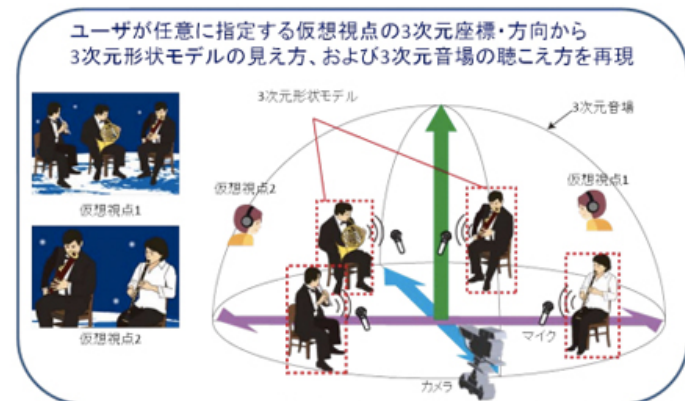 ユーザが任意に指定する仮想視点の3次元座標・方向から
3次元形状モデルの見え方、および3次元音場の聴こえ方を再現
3次元形状モデル
3次元音場
仮想視点2
仮想視点1
仮想視点1
仮想視点2
マイク
カメラ